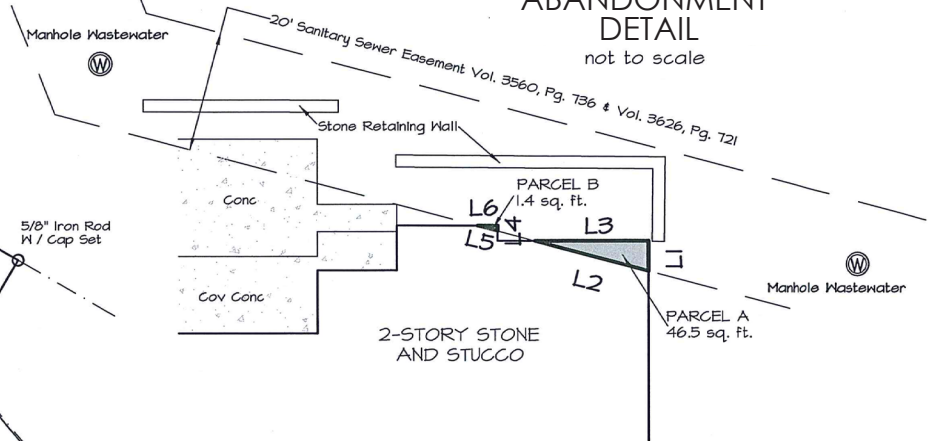 ABANDONMENT
DETAIL
not to scale
Manhole Wastewater
W
20' Sanitary Sewer Easement Vol. 3560, Pg. 736 & Vol. 3626, Pg. 721
Stone Retaining Wall
PARCEL B
1.4 sq. ft.
Conc
L6
L4
L3
L5
5/8" Iron Rod
W / Cap Set
L1
L2
W
Manhole Wastewater
Cov Conc
PARCEL A
46.5 sq. ft.
2-STORY STONE
AND STUCCO